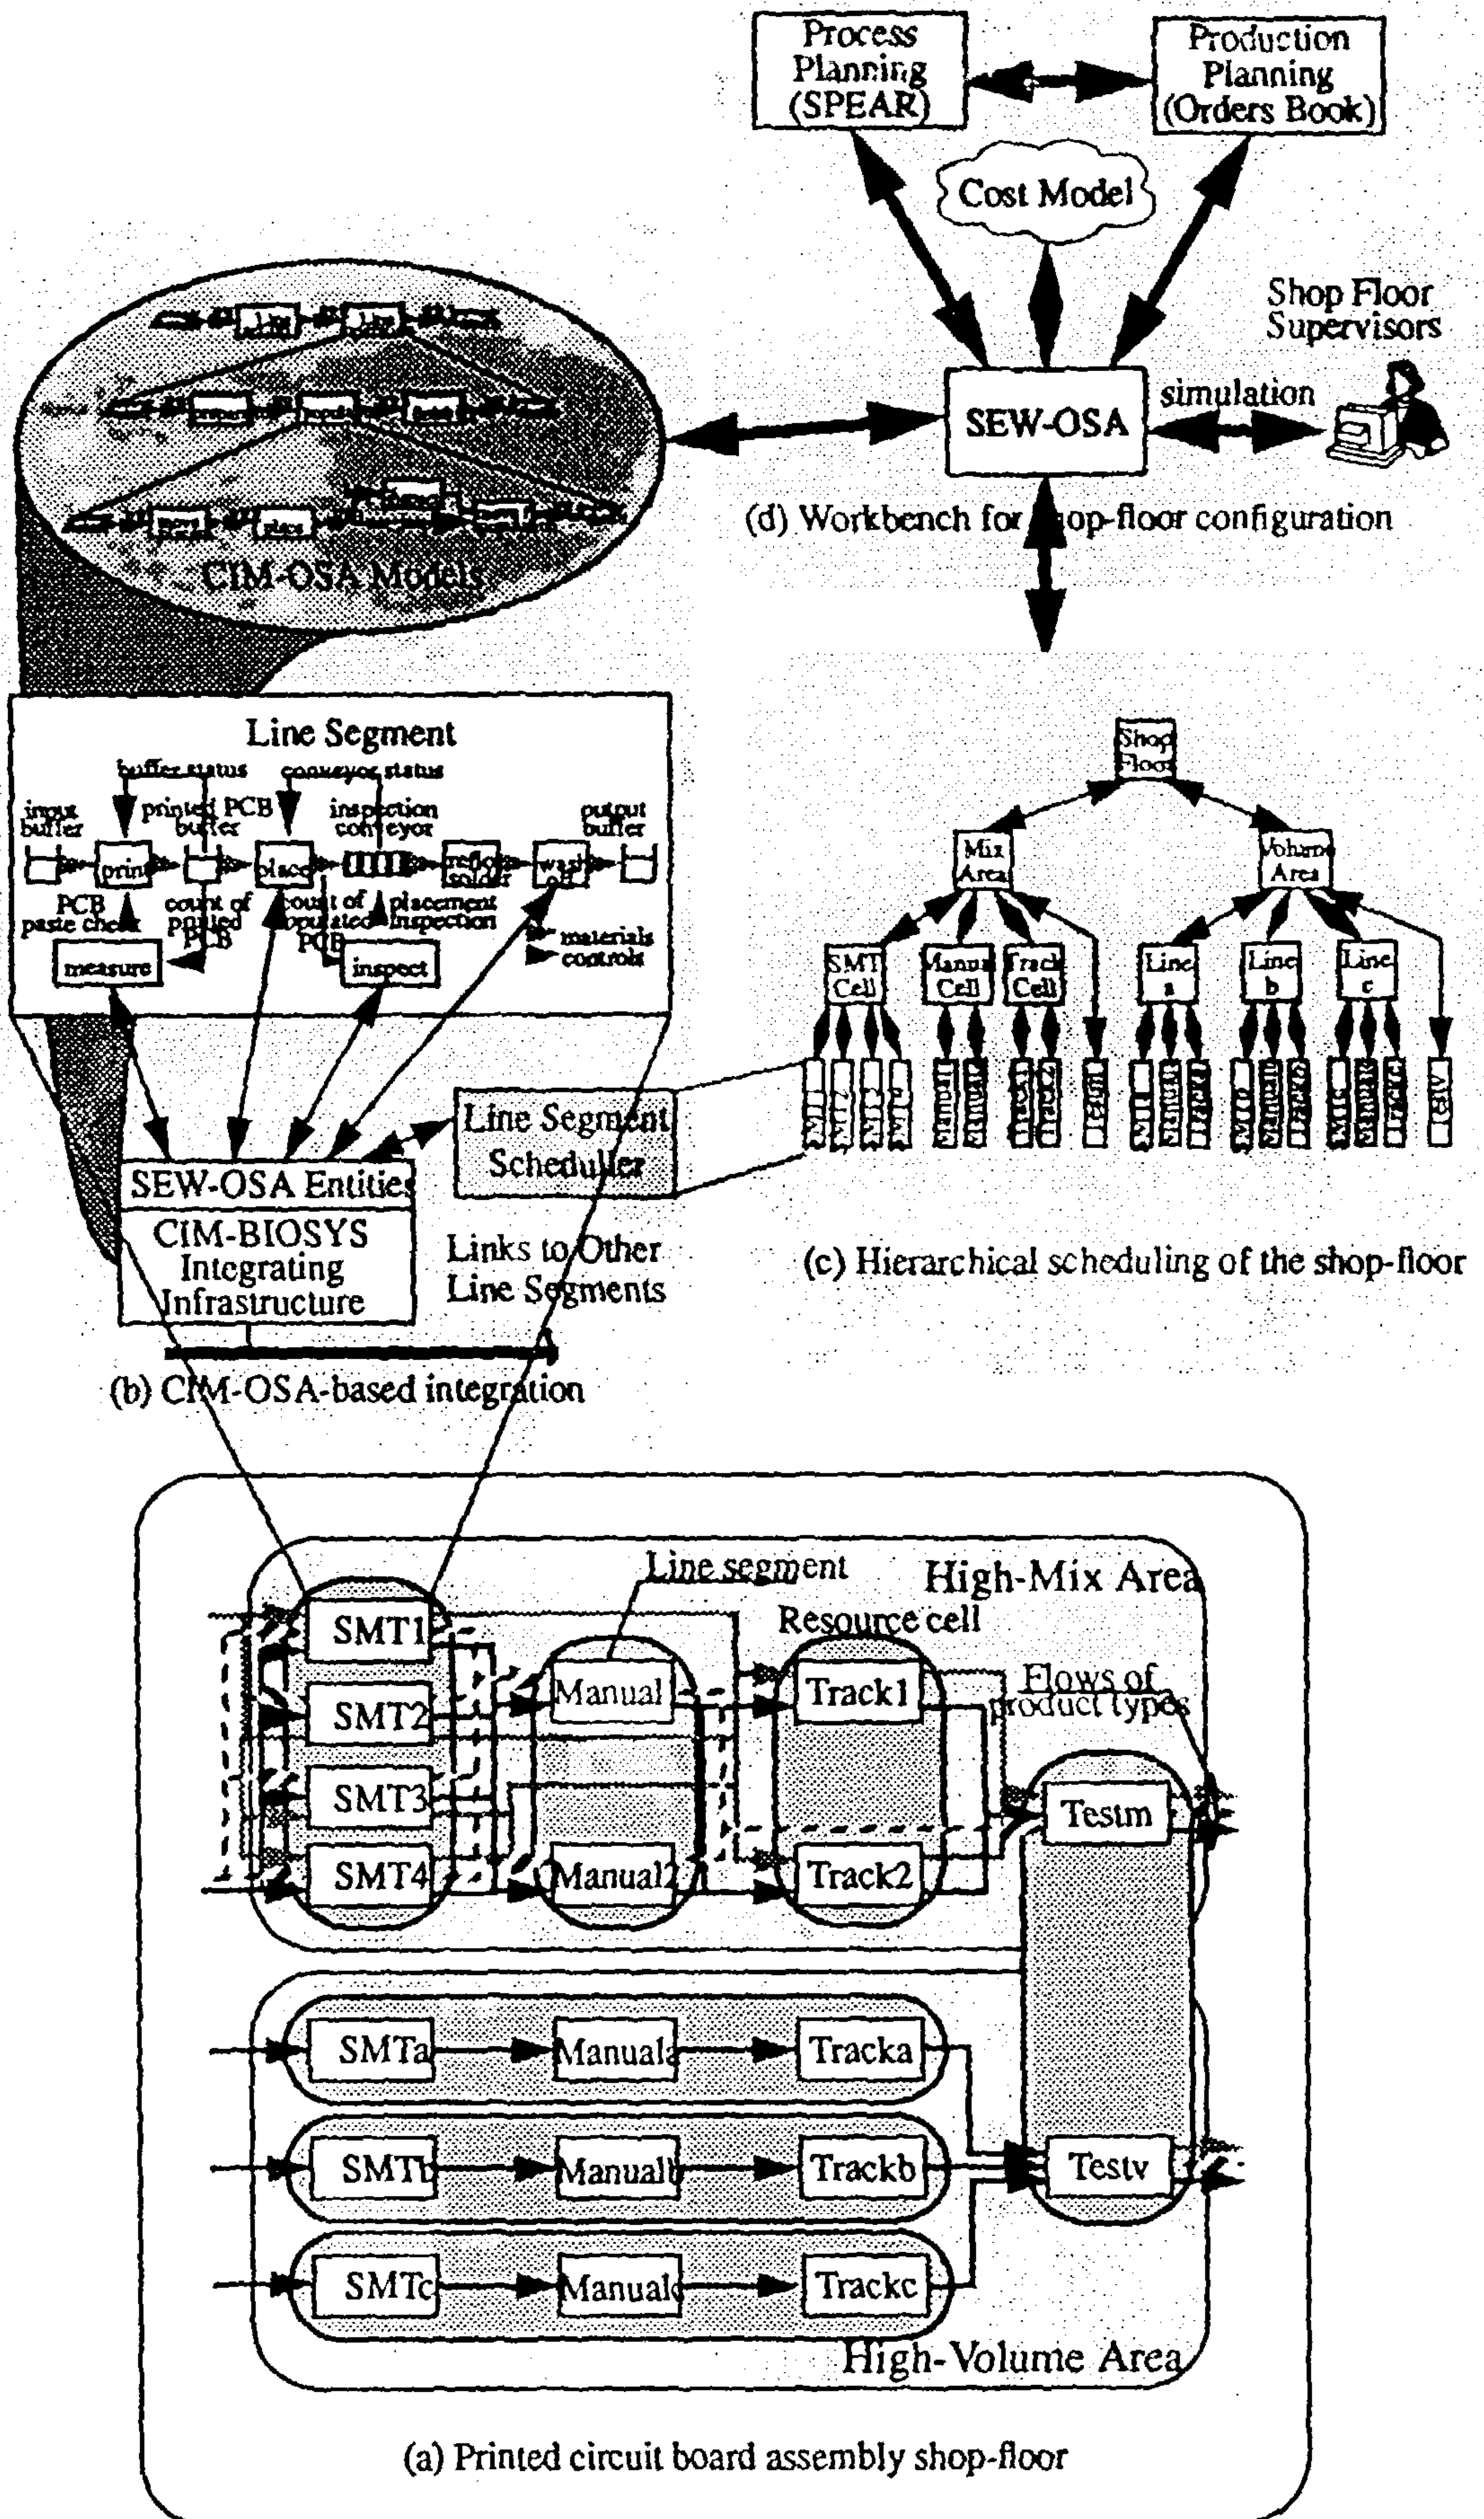 Process
Planning
(SPEAR)
Production
Planning
(Orders Book)
Cost Model
Shop Floor
Supervisors
SEW-OSA
simulation
(d) Workbench for shop-floor configuration
CIM-OSA Models
Line Segment
buffer status
conveyor status
input
buffer
printed PCB
buffer
inspection
conveyor
output
buffer
print
place
reflow
solder
wash
off
PCB
paste check
count of
printed
PCB
count of
populated
PCB
placement
inspection
materials
controls
measure
inspect
SEW-OSA Entities
CIM-BIOSYS
Integrating
Infrastructure
Line Segment
Scheduller
Links to Other
Line Segments
(b) CIM-OSA-based integration
Shop
Floor
Mix
Area
Volume
Area
SMT
Cell
Manual
Cell
Track
Cell
Line
a
Line
b
Line
c
(c) Hierarchical scheduling of the shop-floor
Line segment
High-Mix Area
Resource cell
Flows of
product types
SMT1
SMT2
SMT3
SMT4
Manual
Manual2
Track1
Track2
Testm
SMTa
Manuala
Tracka
SMTb
Manualb
Trackb
Testv
SMTc
Manualc
Trackc
High-Volume Area
(a) Printed circuit board assembly shop-floor